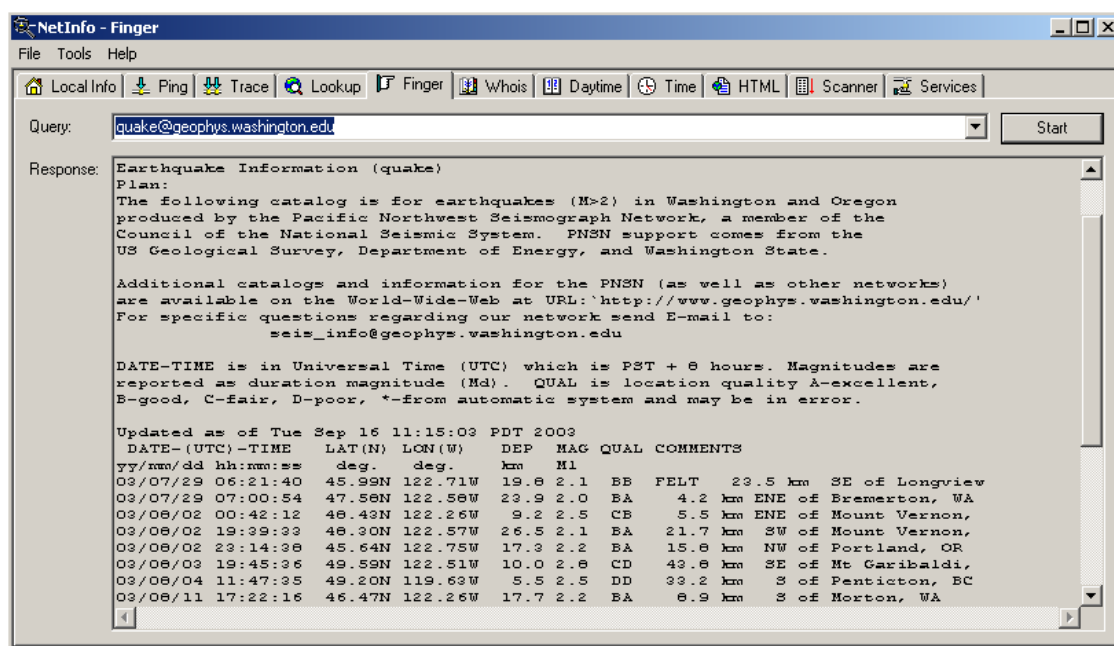 NetInfo - Finger
File Tools Help
Local Info Ping Trace Lookup Finger Whois Daytime Time HTML Scanner Services
Query: quake@geophys.washington.edu Start
Response:
Earthquake Information (quake)
Plan:
The following catalog is for earthquakes (M>2) in Washington and Oregon
produced by the Pacific Northwest Seismograph Network, a member of the
Council of the National Seismic System. PNSN support comes from the
US Geological Survey, Department of Energy, and Washington State.
Additional catalogs and information for the PNSN (as well as other networks)
are available on the World-Wide-Web at URL:`http://www.geophys.washington.edu/'
For specific questions regarding our network send E-mail to:
seis_info@geophys.washington.edu
DATE-TIME is in Universal Time (UTC) which is PST + 8 hours. Magnitudes are
reported as duration magnitude (Md). QUAL is location quality A-excellent,
B-good, C-fair, D-poor, *-from automatic system and may be in error.
Updated as of Tue Sep 16 11:15:03 PDT 2003
DATE-(UTC)-TIME LAT(N) LON(W) DEP MAG QUAL COMMENTS
yy/mm/dd hh:mm:ss deg. deg. km Ml
03/07/29 06:21:40 45.99N 122.71W 19.8 2.1 BB FELT 23.5 km SE of Longview
03/07/29 07:00:54 47.58N 122.58W 23.9 2.0 BA 4.2 km ENE of Bremerton, WA
03/08/02 00:42:12 48.43N 122.26W 9.2 2.5 CB 5.5 km ENE of Mount Vernon,
03/08/02 19:39:33 48.30N 122.57W 26.5 2.1 BA 21.7 km SW of Mount Vernon,
03/08/02 23:14:38 45.64N 122.75W 17.3 2.2 BA 15.8 km NW of Portland, OR
03/08/03 19:45:36 49.59N 122.51W 10.0 2.8 CD 43.8 km SE of Mt Garibaldi,
03/08/04 11:47:35 49.20N 119.63W 5.5 2.5 DD 33.2 km S of Penticton, BC
03/08/11 17:22:16 46.47N 122.26W 17.7 2.2 BA 8.9 km S of Morton, WA